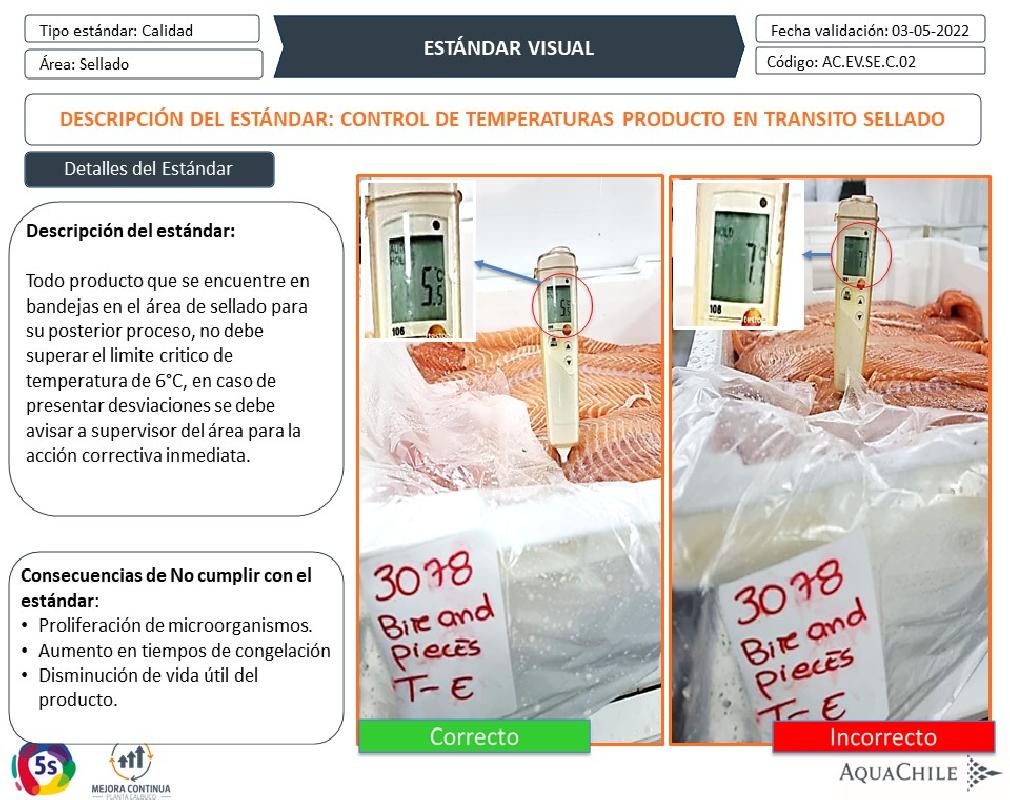 Tipo estándar: Calidad
Área: Sellado
ESTÁNDAR VISUAL
Fecha validación: 03-05-2022
Código: AC.EV.SE.C.02
DESCRIPCIÓN DEL ESTÁNDAR: CONTROL DE TEMPERATURAS PRODUCTO EN TRANSITO SELLADO
Detalles del Estándar
Descripción del estándar:
Todo producto que se encuentre en
bandejas en el área de sellado para
su posterior proceso, no debe
superar el limite critico de
temperatura de 6°C, en caso de
presentar desviaciones se debe
avisar a supervisor del área para la
acción correctiva inmediata.
Consecuencias de No cumplir con el
estándar:
• Proliferación de microorganismos.
• Aumento en tiempos de congelación
• Disminución de vida útil del
producto.
5s
MEJORA CONTINUA
PLANTA CALBUCO
HOLD
5.5 °C
106
3078
Bite and
pieces
T-E
Correcto
HOLD
7°
106
3078
Bite and
pieces
T-E
Incorrecto
AQUACHILE